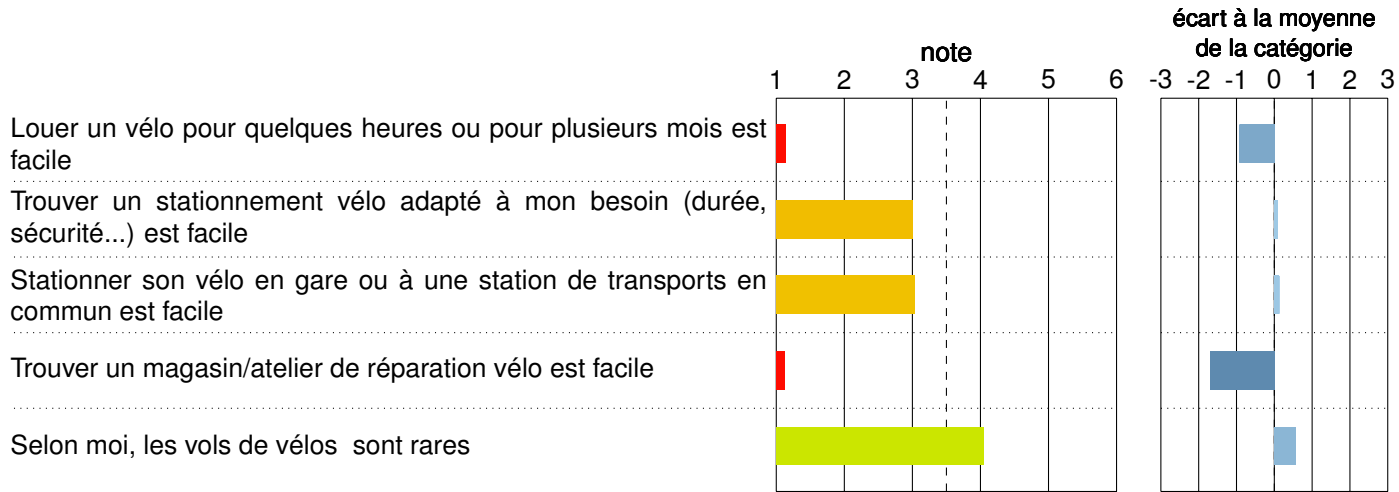 écart à la moyenne
note de la catégorie
1 2 3 4 5 6 -3 -2 -1 0 1 2 3
Louer un vélo pour quelques heures ou pour plusieurs mois est
facile
Trouver un stationnement vélo adapté à mon besoin (durée,
sécurité...) est facile
Stationner son vélo en gare ou à une station de transports en
commun est facile
Trouver un magasin/atelier de réparation vélo est facile
Selon moi, les vols de vélos sont rares